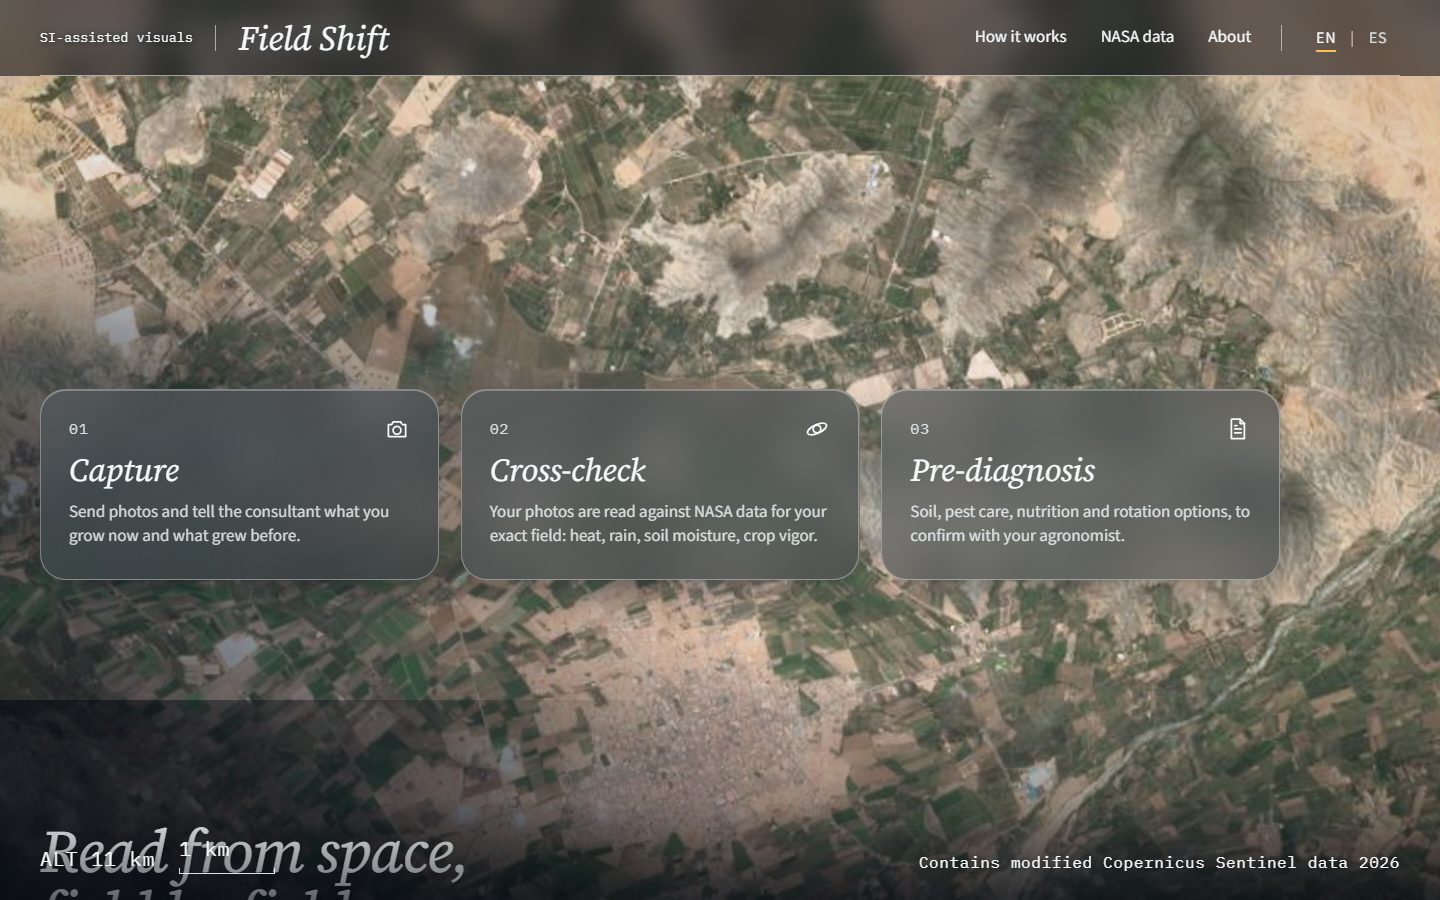 SI-assisted visuals
Field Shift
How it works
NASA data
About
EN | ES
01
Capture
Send photos and tell the consultant what you
grow now and what grew before.
02
Cross-check
Your photos are read against NASA data for your
exact field: heat, rain, soil moisture, crop vigor.
03
Pre-diagnosis
Soil, pest care, nutrition and rotation options, to
confirm with your agronomist.
Read from space,
ALT 11 km
1 km
Contains modified Copernicus Sentinel data 2026